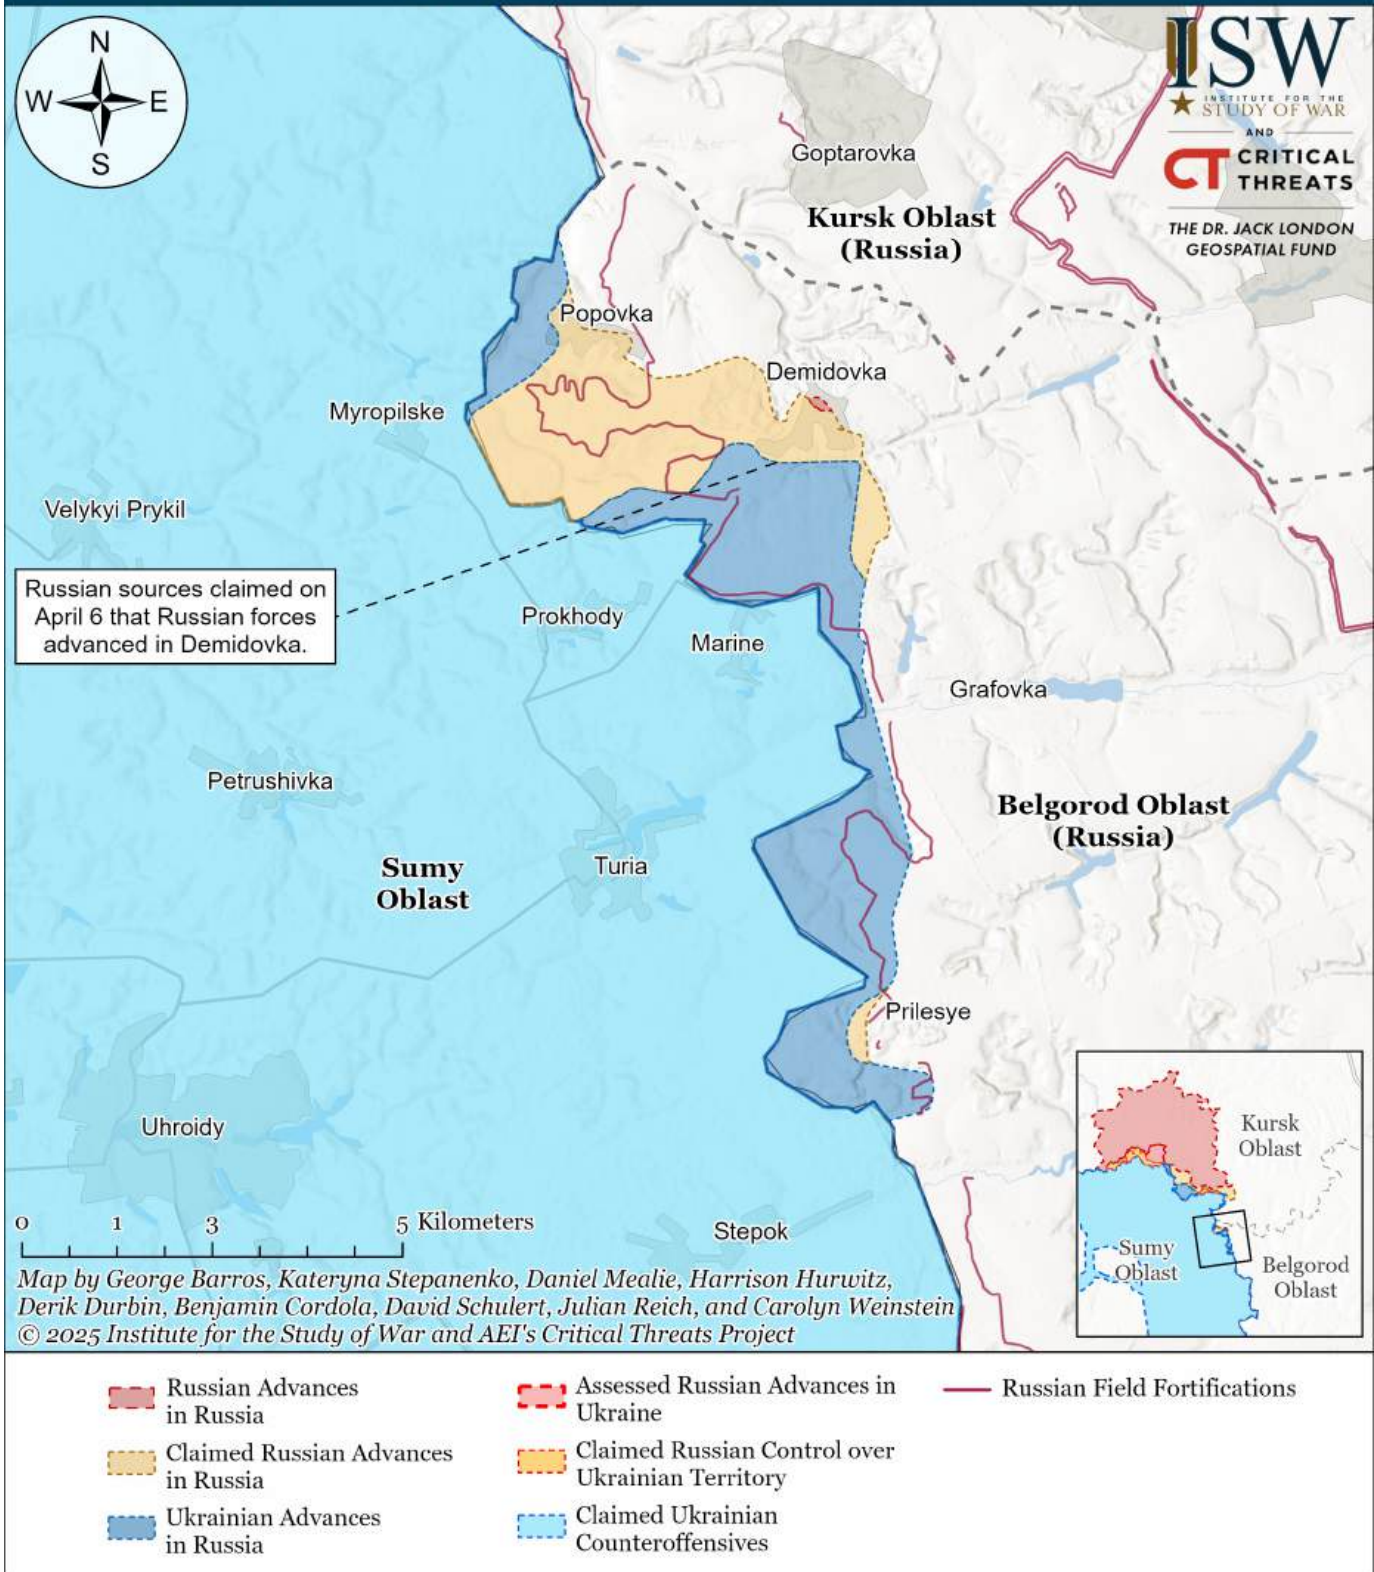 N
W E
S
ISW
INSTITUTE FOR THE
STUDY OF WAR
AND
CT CRITICAL
THREATS
THE DR. JACK LONDON
GEOSPATIAL FUND
Goptarovka
Kursk Oblast
(Russia)
Popovka
Demidovka
Myropilske
Velykyi Prykil
Russian sources claimed on
April 6 that Russian forces
advanced in Demidovka.
Prokhody
Marine
Grafovka
Petrushivka
Belgorod Oblast
(Russia)
Sumy
Oblast
Turia
Prilesye
Uhroidy
Stepok
Kursk
Oblast
Sumy
Oblast
Belgorod
Oblast
0 1 3 5 Kilometers
Map by George Barros, Kateryna Stepanenko, Daniel Mealie, Harrison Hurwitz,
Derik Durbin, Benjamin Cordola, David Schulert, Julian Reich, and Carolyn Weinstein
© 2025 Institute for the Study of War and AEI's Critical Threats Project
Russian Advances
in Russia
Claimed Russian Advances
in Russia
Ukrainian Advances
in Russia
Assessed Russian Advances in
Ukraine
Claimed Russian Control over
Ukrainian Territory
Claimed Ukrainian
Counteroffensives
Russian Field Fortifications